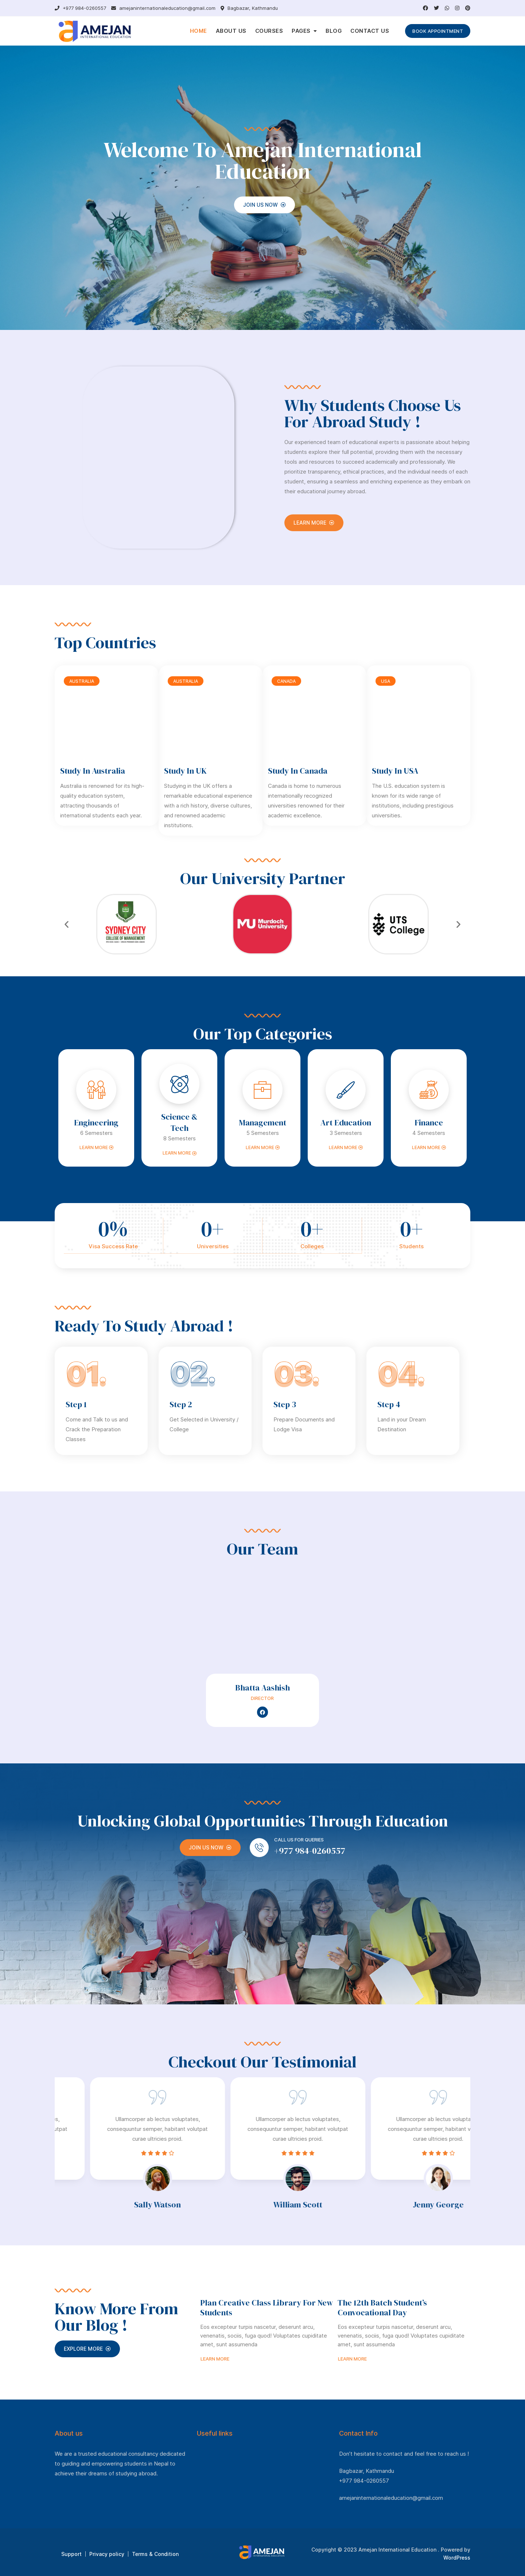 +977 984-0260557 amejaninternationaleducation@gmail.com Bagbazar, Kathmandu
AMEJAN
INTERNATIONAL EDUCATION
HOME ABOUT US COURSES PAGES BLOG CONTACT US BOOK APPOINTMENT
Welcome To Amejan International
Education
JOIN US NOW
Why Students Choose Us
For Abroad Study !
Our experienced team of educational experts is passionate about helping
students explore their full potential, providing them with the necessary
tools and resources to succeed academically and professionally. We
prioritize transparency, ethical practices, and the individual needs of each
student, ensuring a seamless and enriching experience as they embark on
their educational journey abroad.
LEARN MORE
Top Countries
AUSTRALIA
Study In Australia
Australia is renowned for its high-
quality education system,
attracting thousands of
international students each year.
AUSTRALIA
Study In UK
Studying in the UK offers a
remarkable educational experience
with a rich history, diverse cultures,
and renowned academic
institutions.
CANADA
Study In Canada
Canada is home to numerous
internationally recognized
universities renowned for their
academic excellence.
USA
Study In USA
The U.S. education system is
known for its wide range of
institutions, including prestigious
universities.
Our University Partner
SYDNEY CITY
COLLEGE OF MANAGEMENT
MU Murdoch
University
UTS
College
Our Top Categories
Engineering
6 Semesters
LEARN MORE
Science &
Tech
8 Semesters
LEARN MORE
Management
5 Semesters
LEARN MORE
Art Education
3 Semesters
LEARN MORE
Finance
4 Semesters
LEARN MORE
0%
Visa Success Rate
0+
Universities
0+
Colleges
0+
Students
Ready To Study Abroad !
01.
Step 1
Come and Talk to us and
Crack the Preparation
Classes
02.
Step 2
Get Selected in University /
College
03.
Step 3
Prepare Documents and
Lodge Visa
04.
Step 4
Land in your Dream
Destination
Our Team
Bhatta Aashish
DIRECTOR
Unlocking Global Opportunities Through Education
JOIN US NOW
CALL US FOR QUERIES
+977 984-0260557
Checkout Our Testimonial
Ullamcorper ab lectus voluptates,
consequuntur semper, habitant volutpat
curae ultricies proid.
Sally Watson
Ullamcorper ab lectus voluptates,
consequuntur semper, habitant volutpat
curae ultricies proid.
William Scott
Ullamcorper ab lectus volupta
consequuntur semper, habitant v
curae ultricies proid.
Jenny George
Know More From
Our Blog !
EXPLORE MORE
Plan Creative Class Library For New
Students
Eos excepteur turpis nascetur, deserunt arcu,
venenatis, sociis, fuga quod! Voluptates cupiditate
amet, sunt assumenda
LEARN MORE
The 12th Batch Student's
Convocational Day
Eos excepteur turpis nascetur, deserunt arcu,
venenatis, sociis, fuga quod! Voluptates cupiditate
amet, sunt assumenda
LEARN MORE
About us
We are a trusted educational consultancy dedicated
to guiding and empowering students in Nepal to
achieve their dreams of studying abroad.
Useful links
Contact Info
Don't hesitate to contact and feel free to reach us !
Bagbazar, Kathmandu
+977 984-0260557
amejaninternationaleducation@gmail.com
Support | Privacy policy | Terms & Condition
AMEJAN
INTERNATIONAL EDUCATION
Copyright © 2023 Amejan International Education . Powered by
WordPress